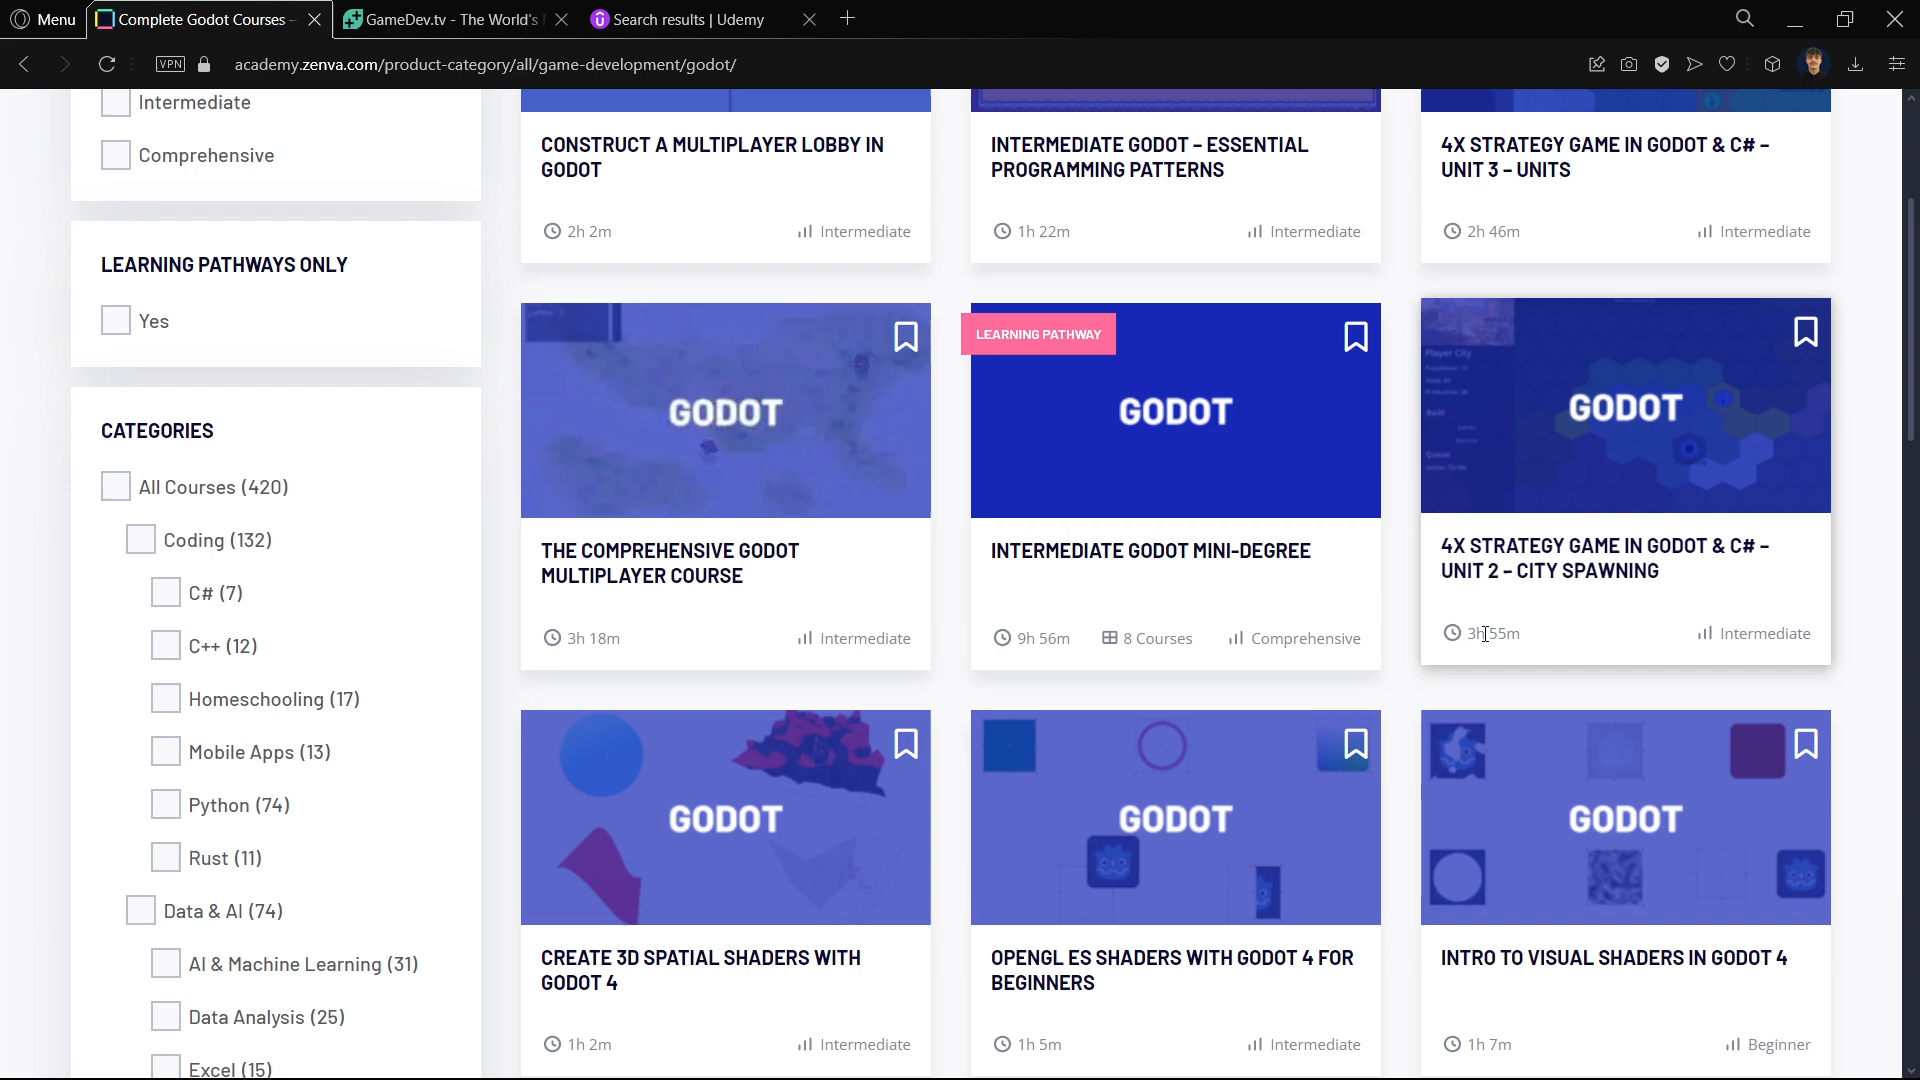 Menu
Complete Godot Courses -
GameDev.tv - The World's
Search results | Udemy
VPN
academy.zenva.com/product-category/all/game-development/godot/
Intermediate
Comprehensive
LEARNING PATHWAYS ONLY
Yes
CATEGORIES
All Courses (420)
Coding (132)
C# (7)
C++ (12)
Homeschooling (17)
Mobile Apps (13)
Python (74)
Rust (11)
Data & AI (74)
AI & Machine Learning (31)
Data Analysis (25)
Excel (15)
CONSTRUCT A MULTIPLAYER LOBBY IN
GODOT
2h 2m
Intermediate
INTERMEDIATE GODOT – ESSENTIAL
PROGRAMMING PATTERNS
1h 22m
Intermediate
4X STRATEGY GAME IN GODOT & C# –
UNIT 3 – UNITS
2h 46m
Intermediate
GODOT
THE COMPREHENSIVE GODOT
MULTIPLAYER COURSE
3h 18m
Intermediate
LEARNING PATHWAY
GODOT
INTERMEDIATE GODOT MINI-DEGREE
9h 56m
8 Courses
Comprehensive
Player City
Build
Queue
GODOT
4X STRATEGY GAME IN GODOT & C# –
UNIT 2 – CITY SPAWNING
3h 55m
Intermediate
GODOT
CREATE 3D SPATIAL SHADERS WITH
GODOT 4
1h 2m
Intermediate
GODOT
OPENGL ES SHADERS WITH GODOT 4 FOR
BEGINNERS
1h 5m
Intermediate
GODOT
INTRO TO VISUAL SHADERS IN GODOT 4
1h 7m
Beginner